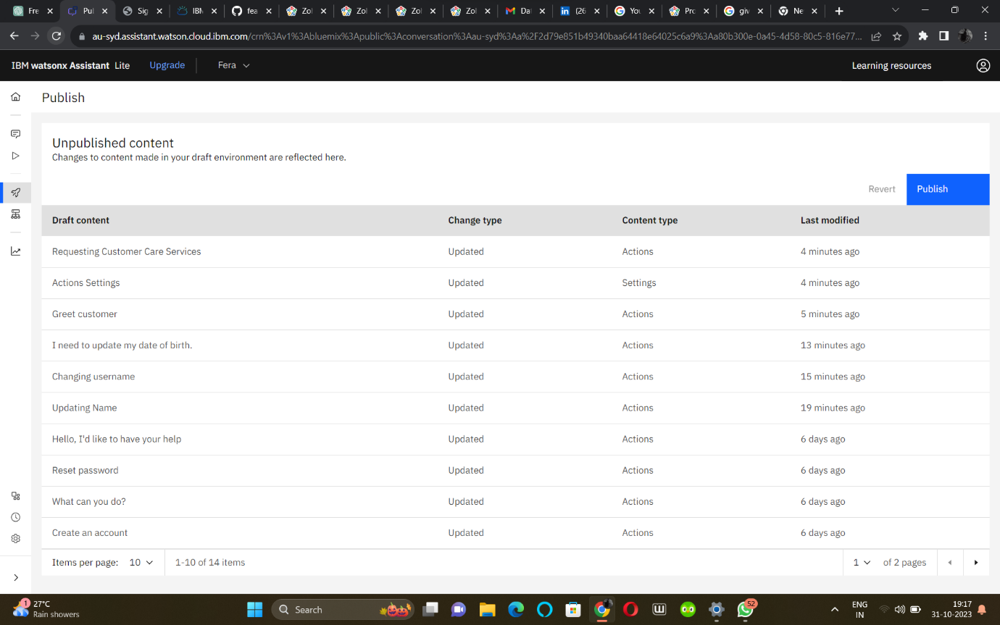 Fre Pul Sig IBM fea Zol Zol Zol Zol Dat (26 You Pro giv Ne
au-syd.assistant.watson.cloud.ibm.com/crn%3Av1%3Abluemix%3Apublic%3Aconversation%3Aau-syd%3Aa%2F2d79e851b49340baa64418e64025c6a9%3Aa80b300e-0a45-4d58-80c5-816e77...
IBM watsonx Assistant Lite Upgrade Fera Learning resources
Publish
Unpublished content
Changes to content made in your draft environment are reflected here.
Revert Publish
Draft content Change type Content type Last modified
Requesting Customer Care Services Updated Actions 4 minutes ago
Actions Settings Updated Settings 4 minutes ago
Greet customer Updated Actions 5 minutes ago
I need to update my date of birth. Updated Actions 13 minutes ago
Changing username Updated Actions 15 minutes ago
Updating Name Updated Actions 19 minutes ago
Hello, I'd like to have your help Updated Actions 6 days ago
Reset password Updated Actions 6 days ago
What can you do? Updated Actions 6 days ago
Create an account Updated Actions 6 days ago
Items per page: 10 1-10 of 14 items 1 of 2 pages
1 27°C Search 52 ENG 19:17
Rain showers IN 31-10-2023